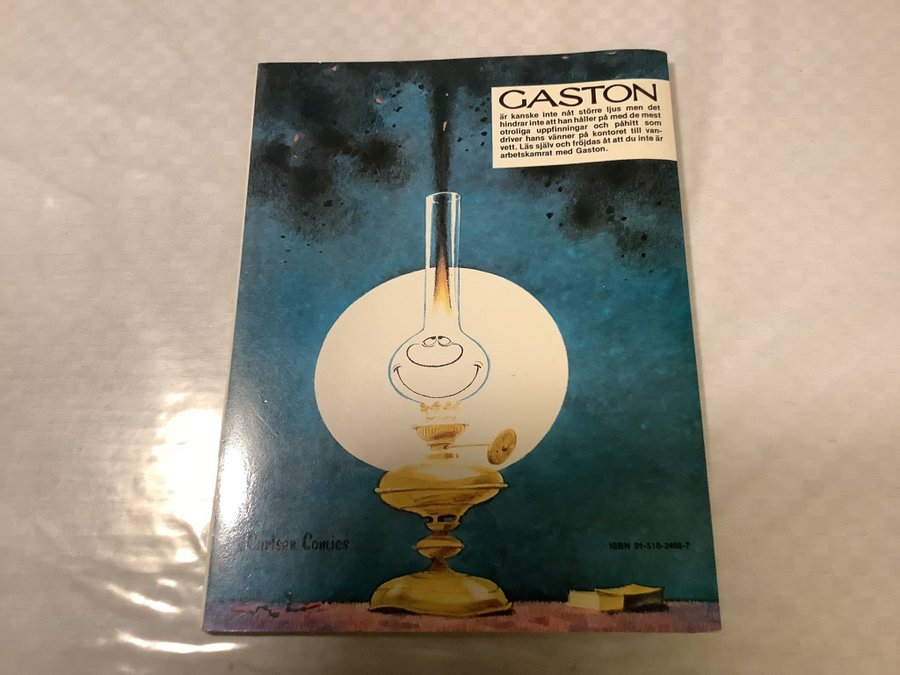 GASTON
är kanske inte nåt större ljus men det
hindrar inte att han håller på med de mest
otroliga uppfinningar och påhitt som
driver hans vänner på kontoret till van-
vett. Läs själv och fröjdas åt att du inte är
arbetskamrat med Gaston.
Carlsen Comics
ISBN 91-510-2466-7